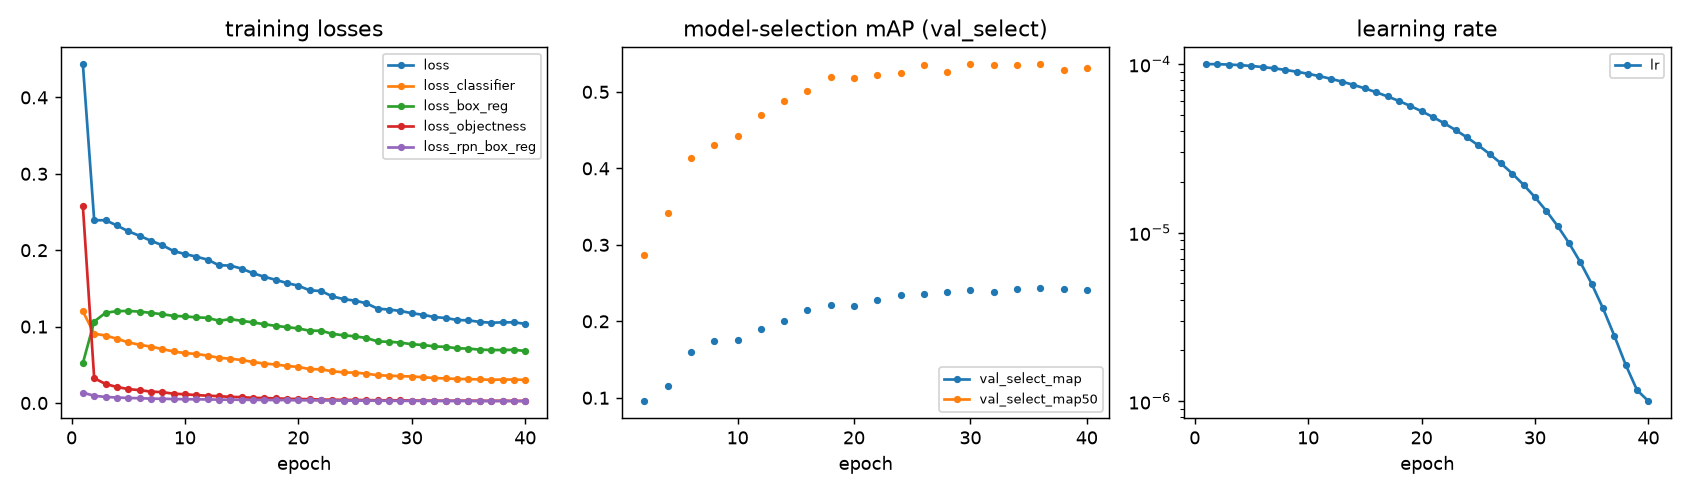 training losses
loss
loss_classifier
loss_box_reg
loss_objectness
loss_rpn_box_reg
0.4
0.3
0.2
0.1
0.0
0 10 20 30 40
epoch
model-selection mAP (val_select)
0.5
0.4
0.3
0.2
0.1
val_select_map
val_select_map50
10 20 30 40
epoch
learning rate
lr
10⁻⁴
10⁻⁵
10⁻⁶
0 10 20 30 40
epoch